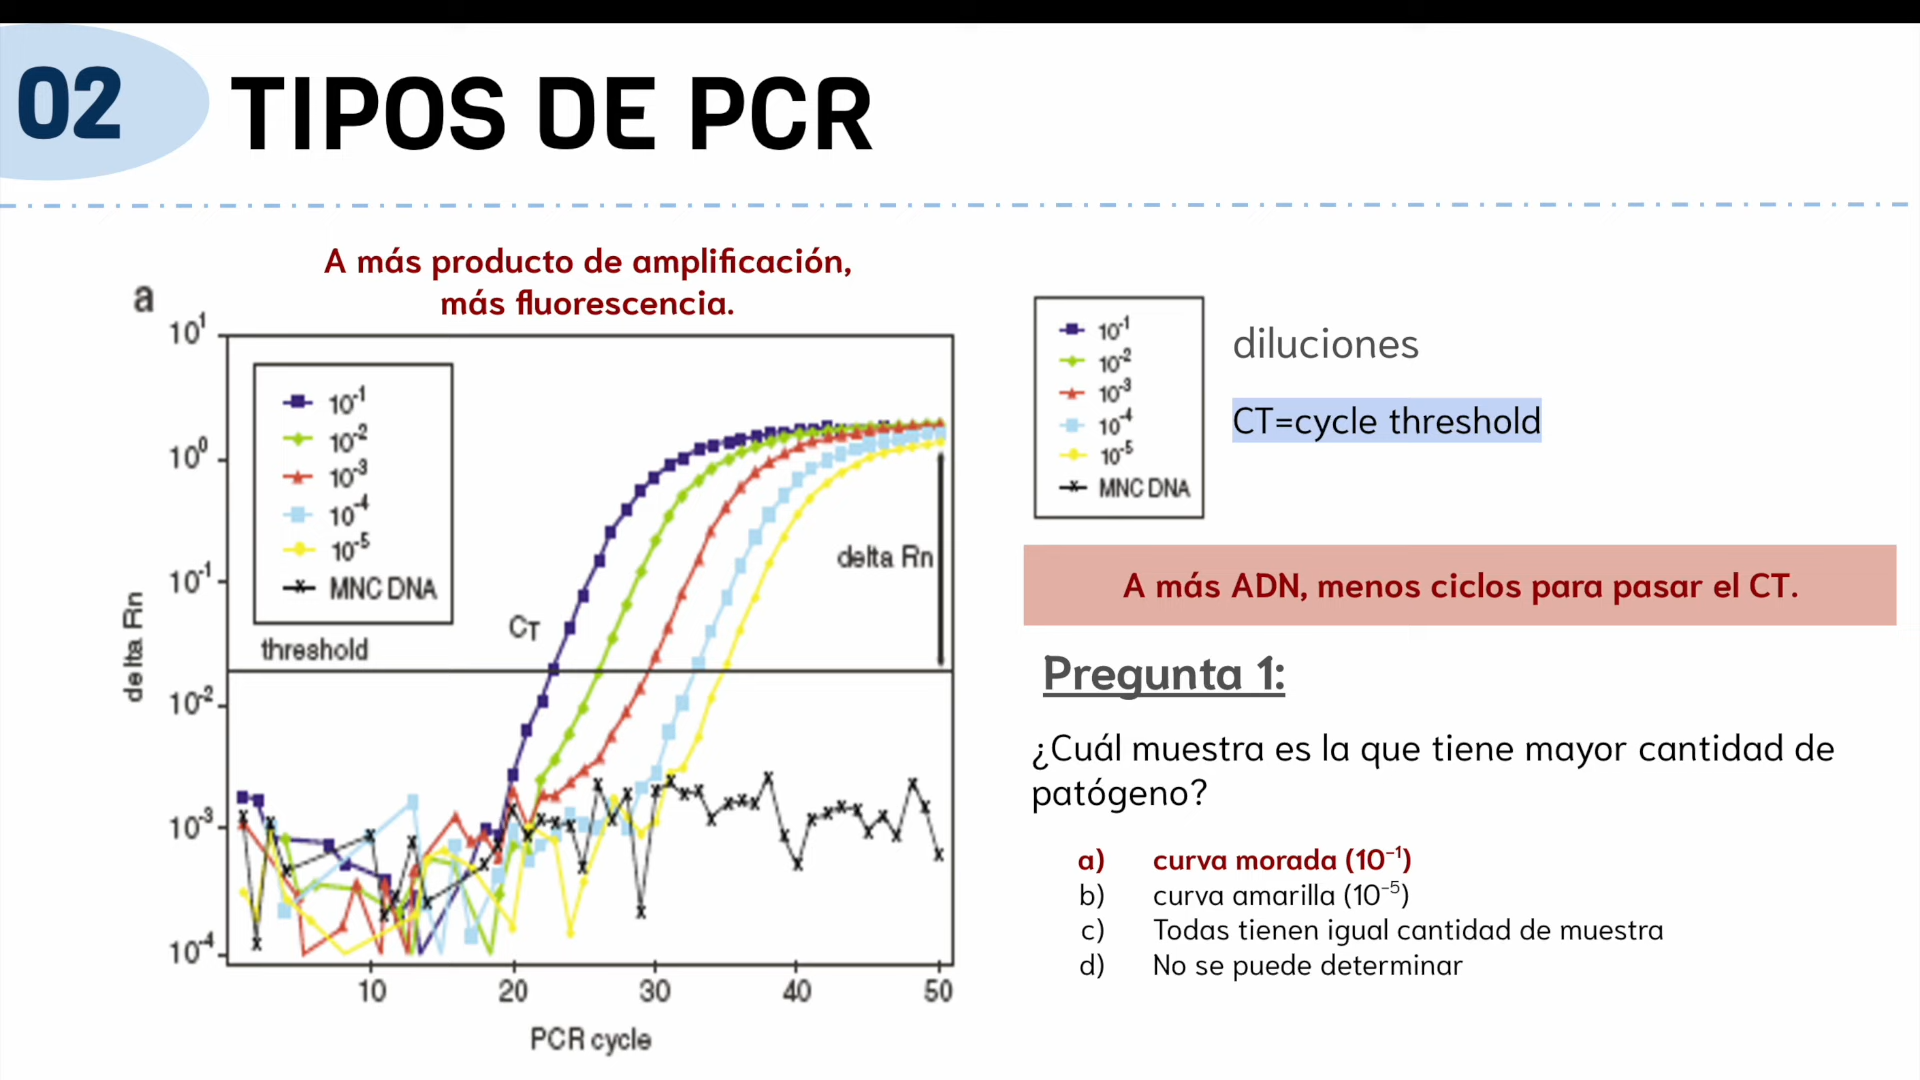 02
TIPOS DE PCR
A más producto de amplificación,
más fluorescencia.
a
10¹
10⁰
10⁻¹
10⁻²
10⁻³
10⁻⁴
delta Rn
10⁻¹
10⁻²
10⁻³
10⁻⁴
10⁻⁵
MNC DNA
threshold
CT
delta Rn
10
20
30
40
50
PCR cycle
10⁻¹
10⁻²
10⁻³
10⁻⁴
10⁻⁵
MNC DNA
diluciones
CT=cycle threshold
A más ADN, menos ciclos para pasar el CT.
Pregunta 1:
¿Cuál muestra es la que tiene mayor cantidad de
patógeno?
a) curva morada (10⁻¹)
b) curva amarilla (10⁻⁵)
c) Todas tienen igual cantidad de muestra
d) No se puede determinar